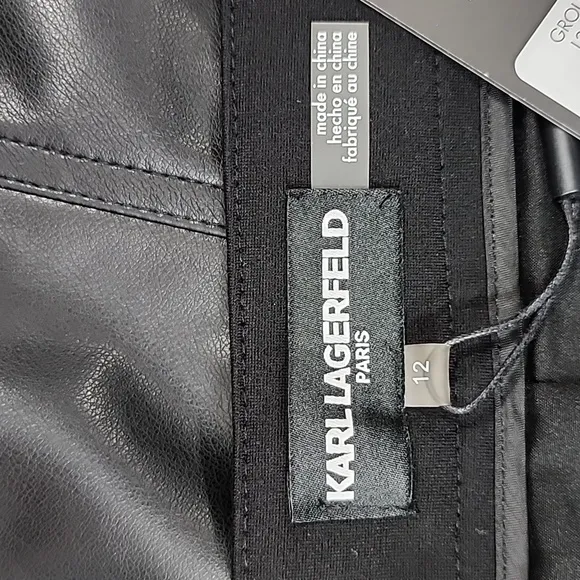 made in china
hecho en china
fabriqué au chine
KARL LAGERFELD
PARIS
12